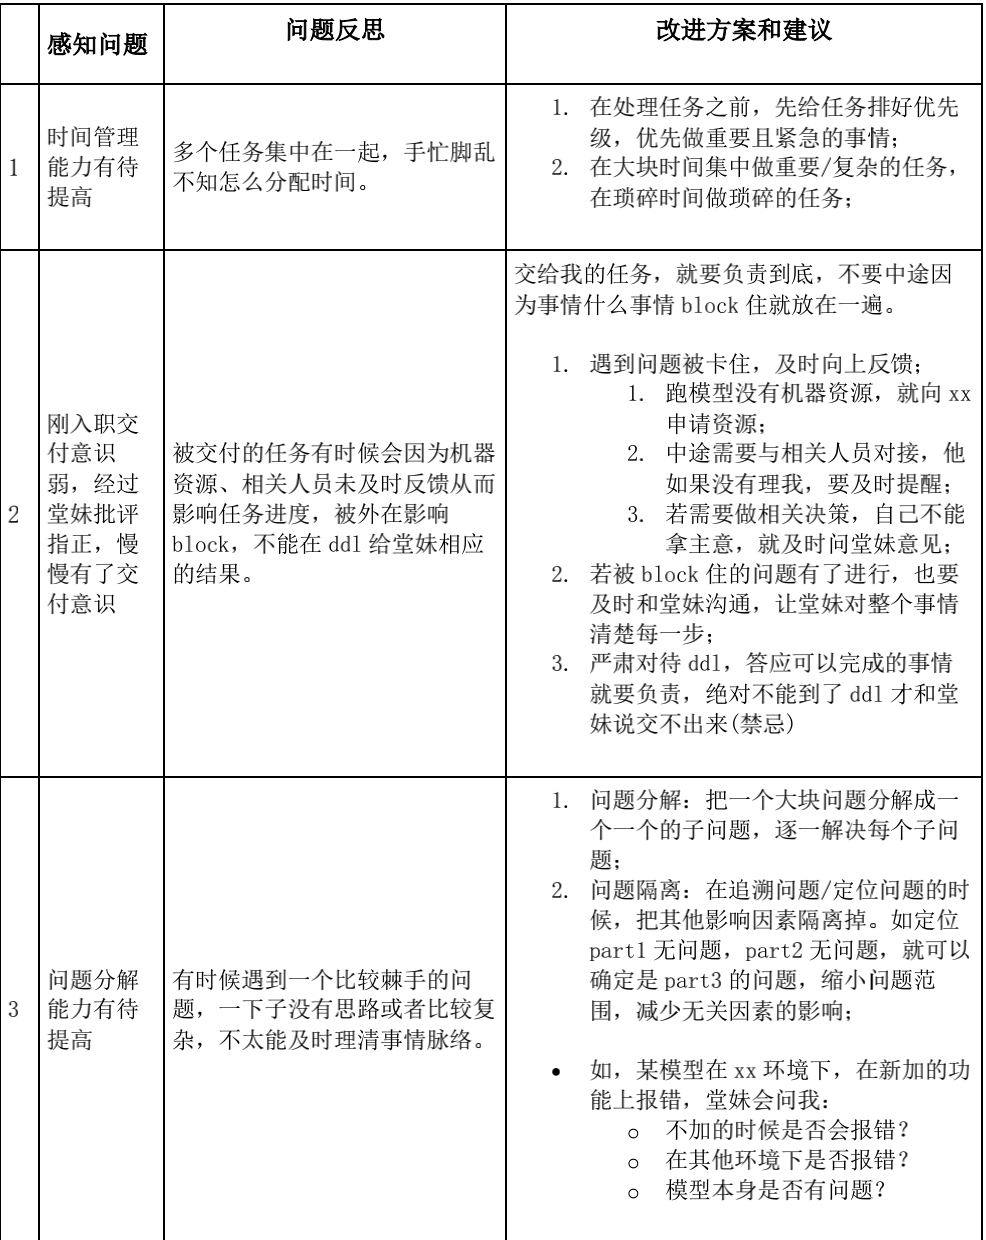 感知问题
问题反思
改进方案和建议
1
时间管理
能力有待
提高
多个任务集中在一起，手忙脚乱
不知怎么分配时间。
1. 在处理任务之前，先给任务排好优先
级，优先做重要且紧急的事情；
2. 在大块时间集中做重要/复杂的任务，
在琐碎时间做琐碎的任务；
2
刚入职交
付意识
弱，经过
堂妹批评
指正，慢
慢有了交
付意识
被交付的任务有时候会因为机器
资源、相关人员未及时反馈从而
影响任务进度，被外在影响
block，不能在 ddl 给堂妹相应
的结果。
交给我的任务，就要负责到底，不要中途因
为事情什么事情 block 住就放在一遍。
1. 遇到问题被卡住，及时向上反馈；
1. 跑模型没有机器资源，就向 xx
申请资源；
2. 中途需要与相关人员对接，他
如果没有理我，要及时提醒；
3. 若需要做相关决策，自己不能
拿主意，就及时问堂妹意见；
2. 若被 block 住的问题有了进行，也要
及时和堂妹沟通，让堂妹对整个事情
清楚每一步；
3. 严肃对待 ddl，答应可以完成的事情
就要负责，绝对不能到了 ddl 才和堂
妹说交不出来(禁忌)
3
问题分解
能力有待
提高
有时候遇到一个比较棘手的问
题，一下子没有思路或者比较复
杂，不太能及时理清事情脉络。
1. 问题分解：把一个大块问题分解成一
个一个的子问题，逐一解决每个子问
题；
2. 问题隔离：在追溯问题/定位问题的时
候，把其他影响因素隔离掉。如定位
part1 无问题，part2 无问题，就可以
确定是 part3 的问题，缩小问题范
围，减少无关因素的影响；
• 如，某模型在 xx 环境下，在新加的功
能上报错，堂妹会问我：
o 不加的时候是否会报错？
o 在其他环境下是否报错？
o 模型本身是否有问题？